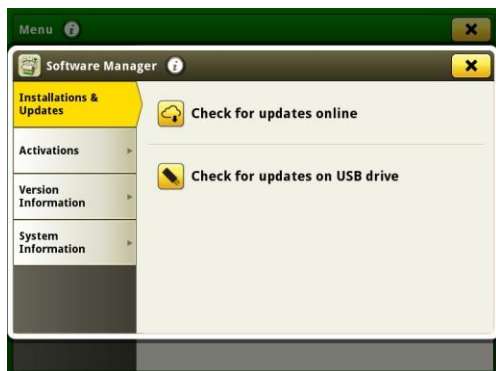 Menu
Software Manager
Installations &
Updates
Activations
Version
Information
System
Information
Check for updates online
Check for updates on USB drive